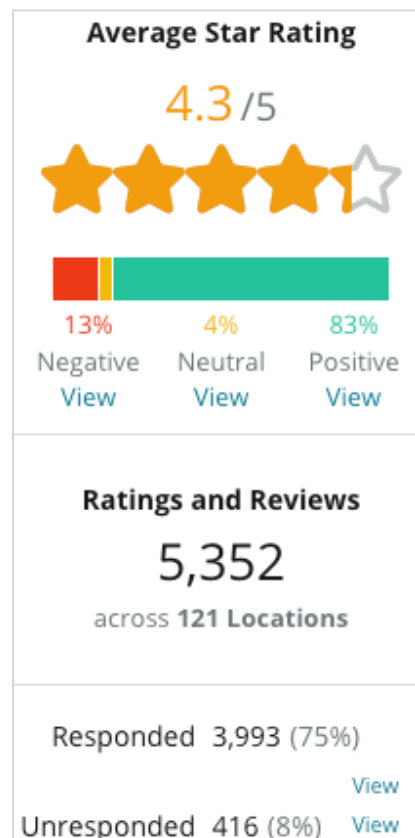 Average Star Rating
4.3 /5
13% 4% 83%
Negative Neutral Positive
View View View
Ratings and Reviews
5,352
across 121 Locations
Responded 3,993 (75%)
View
Unresponded 416 (8%) View